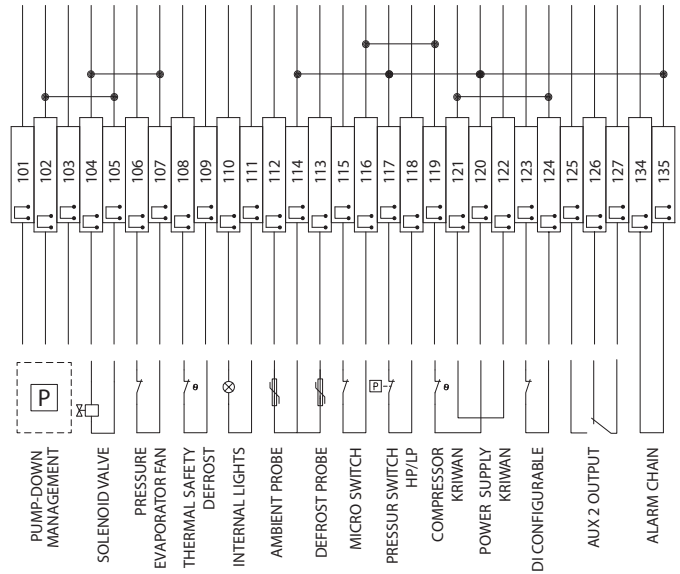 101
102
103
104
105
106
107
108
109
110
111
112
114
113
115
116
117
118
119
121
120
122
123
124
125
126
127
134
135
P
P
θ
θ
PUMP-DOWN
MANAGEMENT
SOLENOID VALVE
PRESSURE
EVAPORATOR FAN
THERMAL SAFETY
DEFROST
INTERNAL LIGHTS
AMBIENT PROBE
DEFROST PROBE
MICRO SWITCH
PRESSUR SWITCH
HP/LP
COMPRESSOR
KRIWAN
POWER SUPPLY
KRIWAN
DI CONFIGURABLE
AUX 2 OUTPUT
ALARM CHAIN